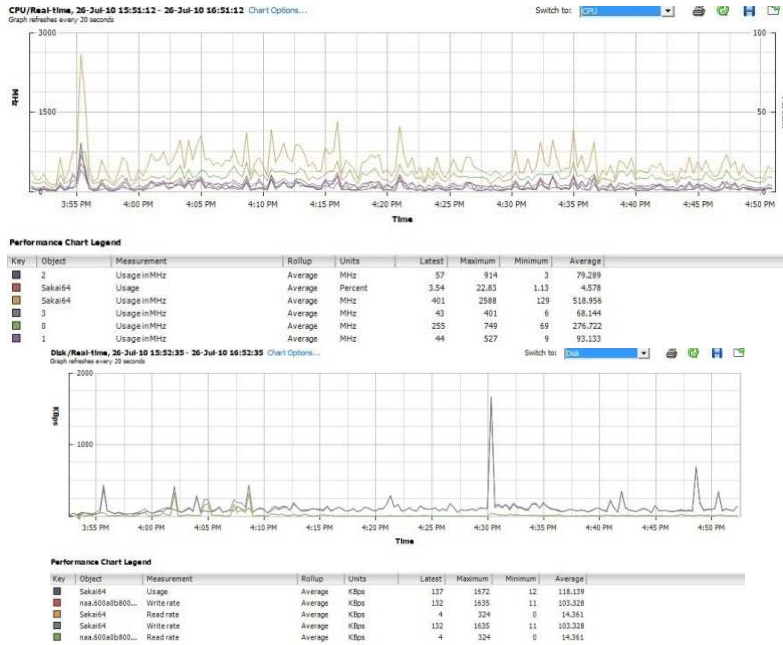 CPU/Real-time, 26-Jul-10 15:51:12 - 26-Jul-10 16:51:12 Chart Options... Switch to: CPU
Graph refreshes every 20 seconds
3000 100
MHz
1500 50
0 0
3:55 PM 4:00 PM 4:05 PM 4:10 PM 4:15 PM 4:20 PM 4:25 PM 4:30 PM 4:35 PM 4:40 PM 4:45 PM 4:50 PM
Time
Performance Chart Legend
Key Object Measurement Rollup Units Latest Maximum Minimum Average
2 Usage in MHz Average MHz 57 914 3 79.289
Sakai64 Usage Average Percent 3.54 22.83 1.13 4.578
Sakai64 Usage in MHz Average MHz 401 2588 129 518.956
3 Usage in MHz Average MHz 43 401 6 68.144
0 Usage in MHz Average MHz 255 749 69 276.722
1 Usage in MHz Average MHz 44 527 9 93.133
Disk/Real-time, 26-Jul-10 15:52:35 - 26-Jul-10 16:52:35 Chart Options... Switch to: Disk
Graph refreshes every 20 seconds
2000
KBps
1000
0
3:55 PM 4:00 PM 4:05 PM 4:10 PM 4:15 PM 4:20 PM 4:25 PM 4:30 PM 4:35 PM 4:40 PM 4:45 PM 4:50 PM
Time
Performance Chart Legend
Key Object Measurement Rollup Units Latest Maximum Minimum Average
Sakai64 Usage Average KBps 137 1672 12 118.139
naa.600a0b800... Write rate Average KBps 132 1635 11 103.328
Sakai64 Read rate Average KBps 4 324 0 14.361
Sakai64 Write rate Average KBps 132 1635 11 103.328
naa.600a0b800... Read rate Average KBps 4 324 0 14.361